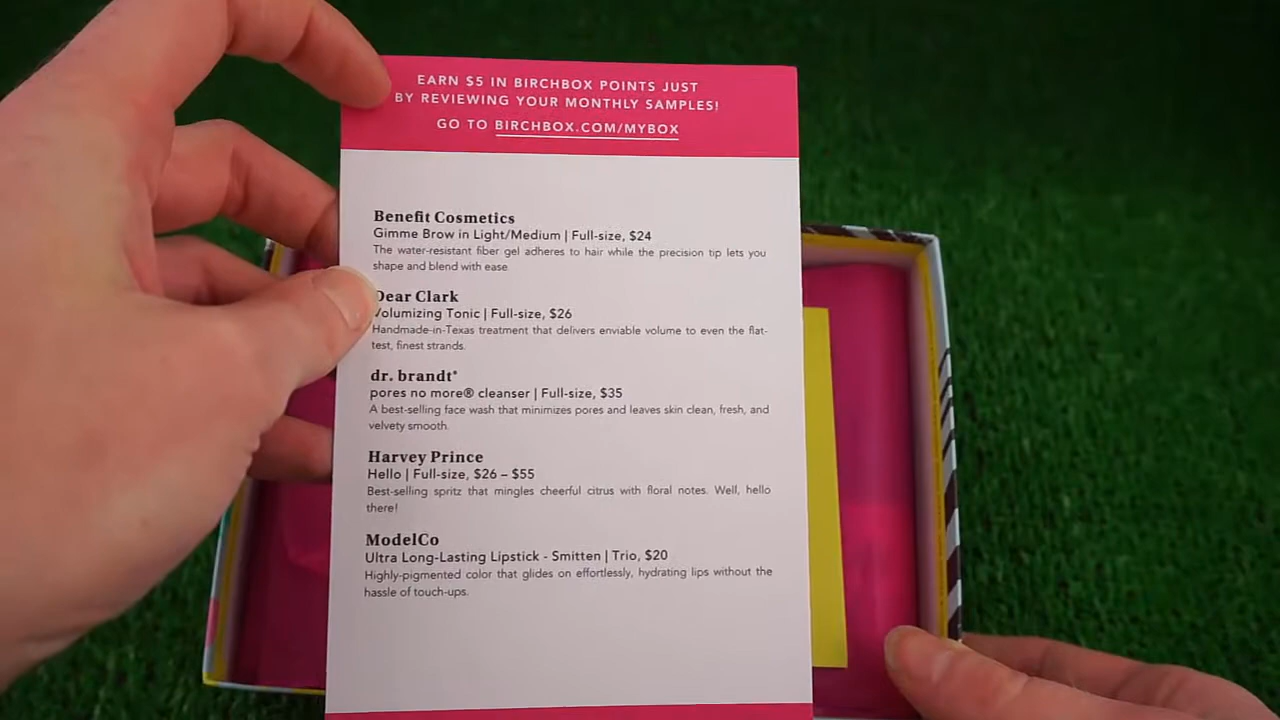 EARN $5 IN BIRCHBOX POINTS JUST
BY REVIEWING YOUR MONTHLY SAMPLES!
GO TO BIRCHBOX.COM/MYBOX
Benefit Cosmetics
Gimme Brow in Light/Medium | Full-size, $24
The water-resistant fiber gel adheres to hair while the precision tip lets you
shape and blend with ease
Dear Clark
Volumizing Tonic | Full-size, $26
Handmade-in-Texas treatment that delivers enviable volume to even the flat-
test, finest strands.
dr. brandt*
pores no more® cleanser | Full-size, $35
A best-selling face wash that minimizes pores and leaves skin clean, fresh, and
velvety smooth.
Harvey Prince
Hello | Full-size, $26 – $55
Best-selling spritz that mingles cheerful citrus with floral notes. Well, hello
there!
ModelCo
Ultra Long-Lasting Lipstick - Smitten | Trio, $20
Highly-pigmented color that glides on effortlessly, hydrating lips without the
hassle of touch-ups.